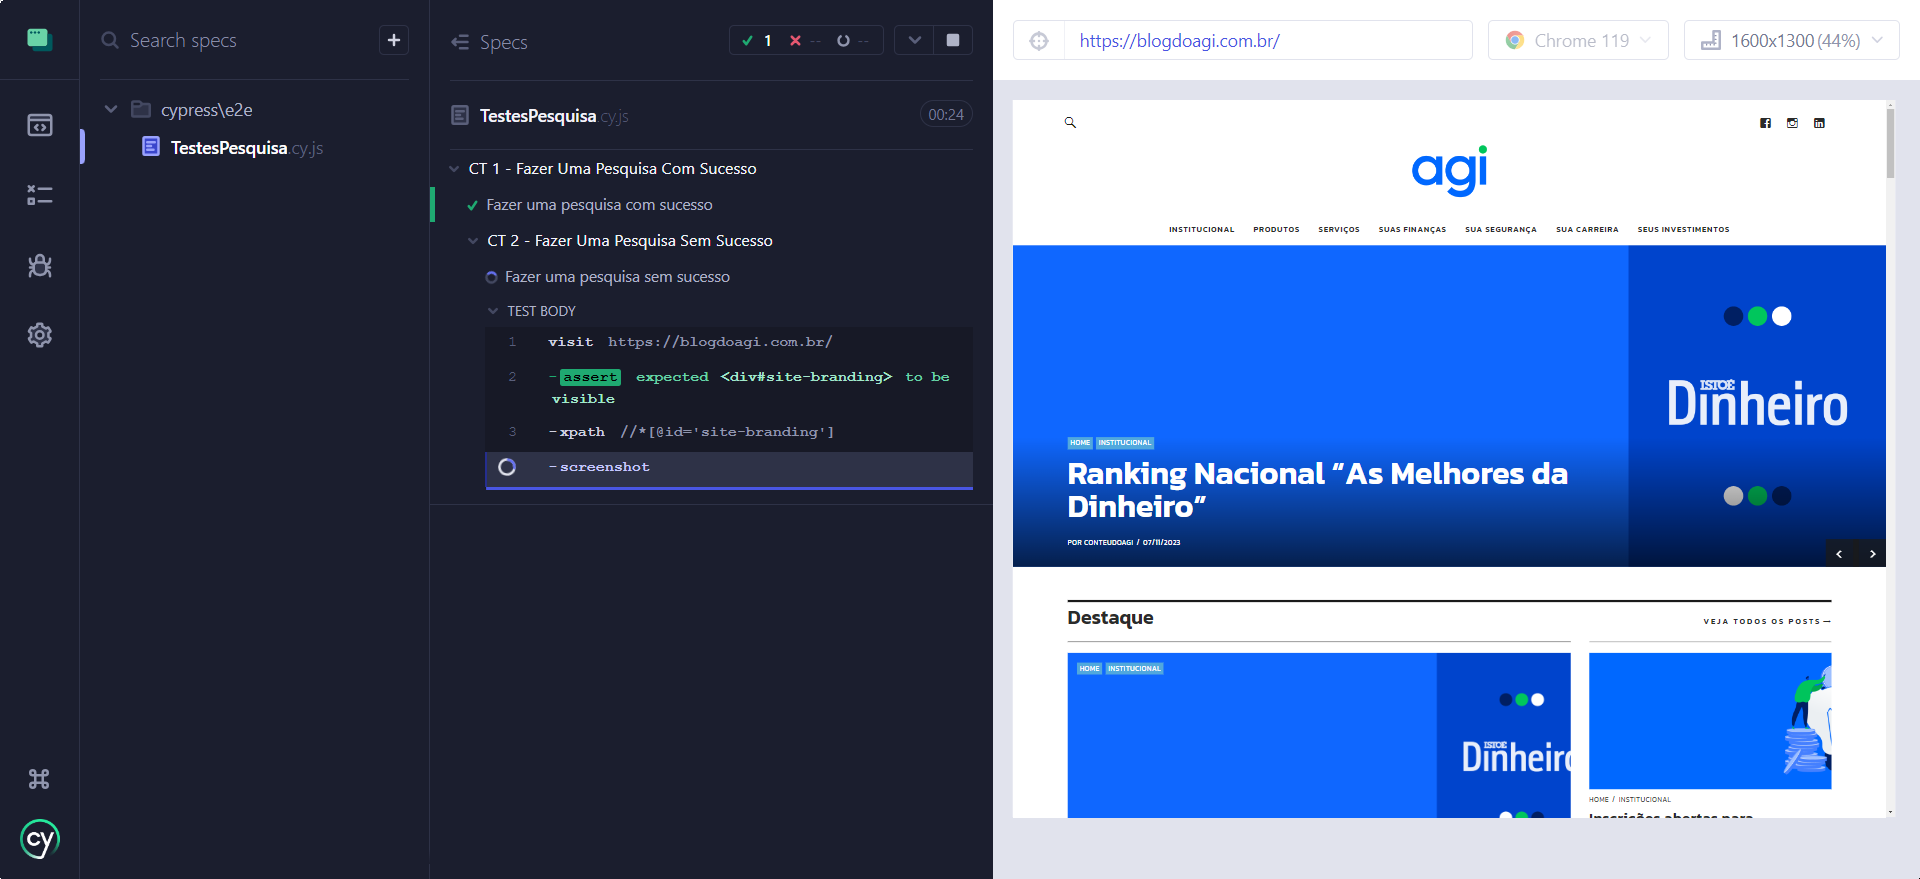 Search specs
+
cypress\e2e
TestesPesquisa.cy.js
cy
Specs
1 -- --
TestesPesquisa.cy.js
00:24
CT 1 - Fazer Uma Pesquisa Com Sucesso
Fazer uma pesquisa com sucesso
CT 2 - Fazer Uma Pesquisa Sem Sucesso
Fazer uma pesquisa sem sucesso
TEST BODY
1 visit https://blogdoagi.com.br/
2 -assert expected <div#site-branding> to be
visible
3 -xpath //*[@id='site-branding']
-screenshot
https://blogdoagi.com.br/
Chrome 119
1600x1300 (44%)
agi
INSTITUCIONAL PRODUTOS SERVIÇOS SUAS FINANÇAS SUA SEGURANÇA SUA CARREIRA SEUS INVESTIMENTOS
ISTOÉ
Dinheiro
HOME INSTITUCIONAL
Ranking Nacional “As Melhores da
Dinheiro”
POR CONTEUDOAGI / 07/11/2023
Destaque
VEJA TODOS OS POSTS→
HOME INSTITUCIONAL
ISTOÉ
Dinheiro
HOME / INSTITUCIONAL
Inscrições abertas para